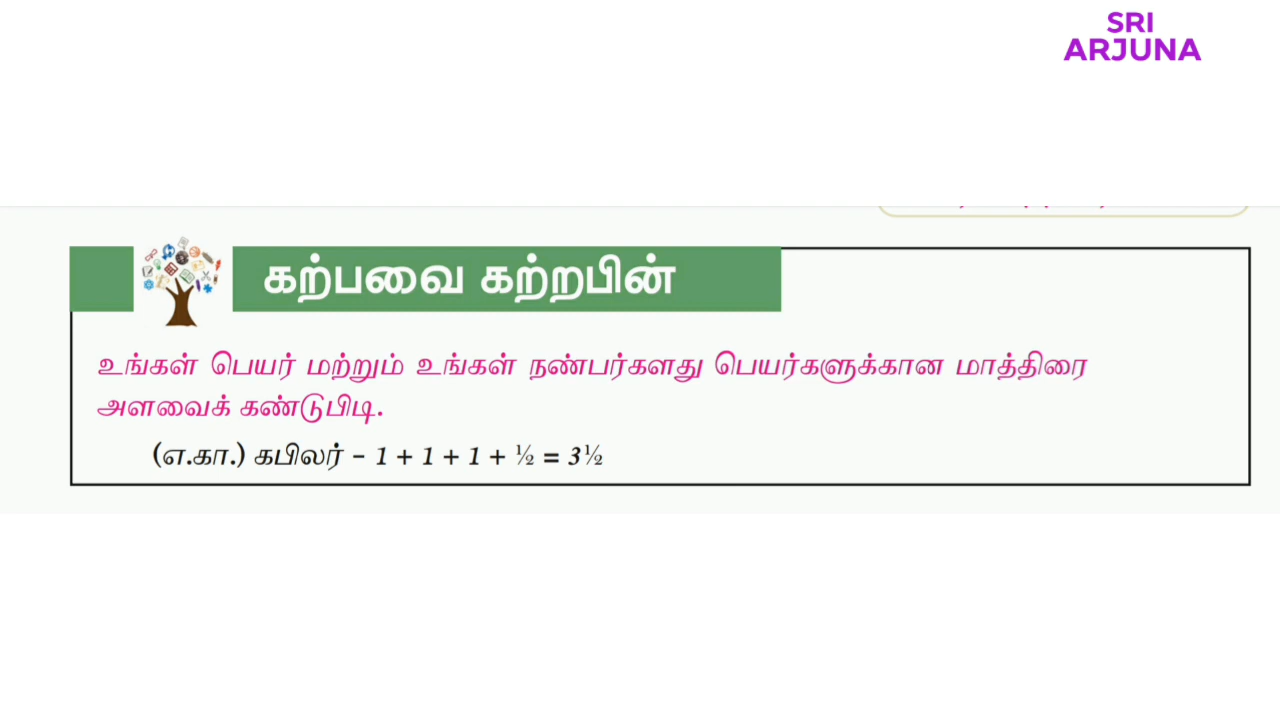 SRI
ARJUNA
கற்பவை கற்றபின்
உங்கள் பெயர் மற்றும் உங்கள் நண்பர்களது பெயர்களுக்கான மாத்திரை
அளவைக் கண்டுபிடி.
(எ.கா.) கபிலர் – 1 + 1 + 1 + ½ = 3½